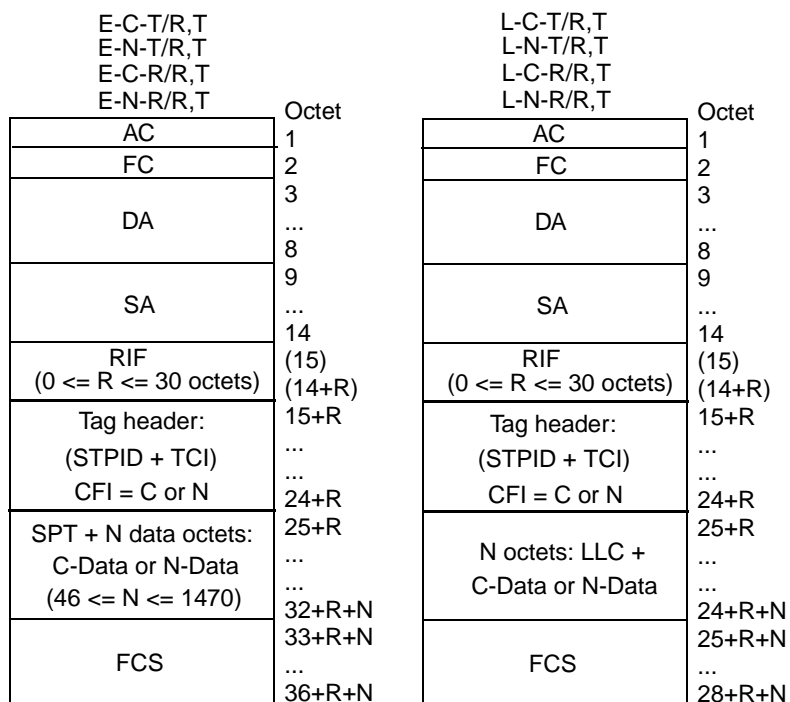 E-C-T/R,T
E-N-T/R,T
E-C-R/R,T
E-N-R/R,T
Octet
AC
1
FC
2
DA
3
...
8
SA
9
...
14
RIF
(0 <= R <= 30 octets)
(15)
(14+R)
Tag header:
(STPID + TCI)
CFI = C or N
15+R
...
...
24+R
SPT + N data octets:
C-Data or N-Data
(46 <= N <= 1470)
25+R
...
...
32+R+N
FCS
33+R+N
...
36+R+N
L-C-T/R,T
L-N-T/R,T
L-C-R/R,T
L-N-R/R,T
Octet
AC
1
FC
2
DA
3
...
8
SA
9
...
14
RIF
(0 <= R <= 30 octets)
(15)
(14+R)
Tag header:
(STPID + TCI)
CFI = C or N
15+R
...
...
24+R
N octets: LLC +
C-Data or N-Data
25+R
...
...
24+R+N
FCS
25+R+N
...
28+R+N